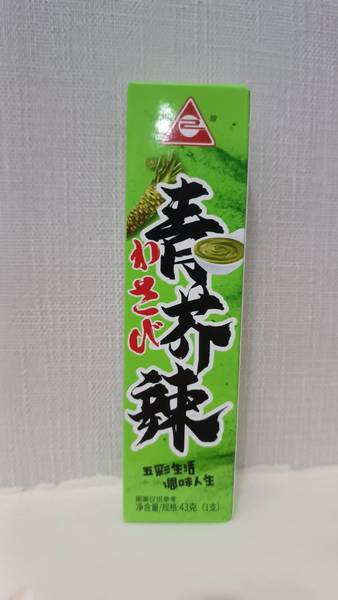 青芥辣
わさび
五彩生活
调味人生
图案仅供参考
净含量/规格:43克（1支）